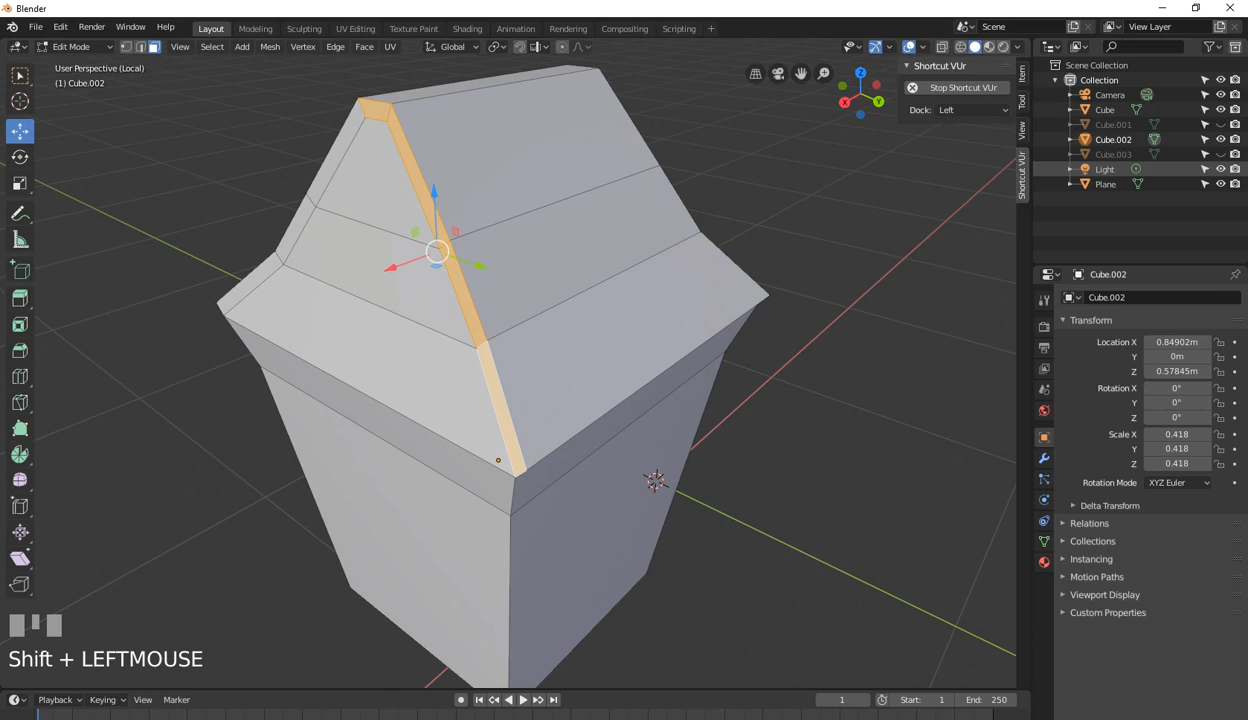 Blender
File Edit Render Window Help
Layout Modeling Sculpting UV Editing Texture Paint Shading Animation Rendering Compositing Scripting +
Scene
View Layer
Edit Mode
View Select Add Mesh Vertex Edge Face UV
Global
User Perspective (Local)
(1) Cube.002
Z
X
Y
Shortcut VUr
Stop Shortcut VUr
Dock: Left
Item
Tool
View
Shortcut VUr
Scene Collection
Collection
Camera
Cube
Cube.001
Cube.002
Cube.003
Light
Plane
Cube.002
Cube.002
Transform
Location X 0.84902m
Y 0m
Z 0.57845m
Rotation X 0°
Y 0°
Z 0°
Scale X 0.418
Y 0.418
Z 0.418
Rotation Mode XYZ Euler
Delta Transform
Relations
Collections
Instancing
Motion Paths
Viewport Display
Custom Properties
Shift + LEFTMOUSE
Playback Keying View Marker
1
Start: 1
End: 250